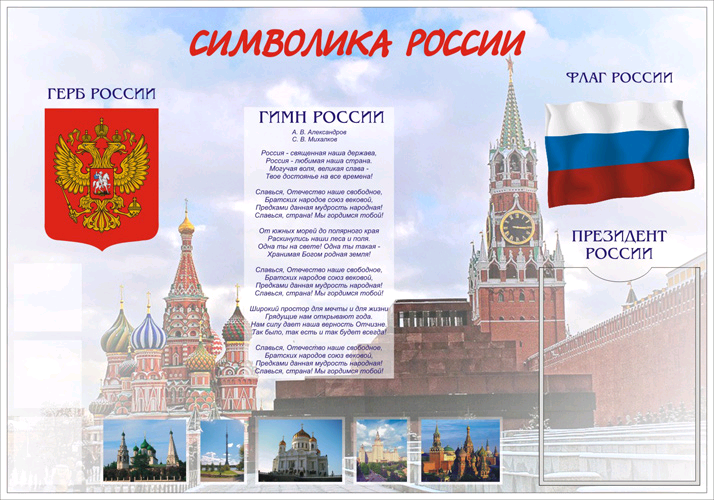 СИМВОЛИКА РОССИИ
ГЕРБ РОССИИ
ГИМН РОССИИ
А. В. Александров
С. В. Михалков
Россия - священная наша держава,
Россия - любимая наша страна.
Могучая воля, великая слава -
Твое достоянье на все времена!
Славься, Отечество наше свободное,
Братских народов союз вековой,
Предками данная мудрость народная!
Славься, страна! Мы гордимся тобой!
От южных морей до полярного края
Раскинулись наши леса и поля.
Одна ты на свете! Одна ты такая -
Хранимая Богом родная земля!
Славься, Отечество наше свободное,
Братских народов союз вековой,
Предками данная мудрость народная!
Славься, страна! Мы гордимся тобой!
Широкий простор для мечты и для жизни
Грядущие нам открывают года.
Нам силу дает наша верность Отчизне.
Так было, так есть и так будет всегда!
Славься, Отечество наше свободное,
Братских народов союз вековой,
Предками данная мудрость народная!
Славься, страна! Мы гордимся тобой!
ФЛАГ РОССИИ
ПРЕЗИДЕНТ
РОССИИ